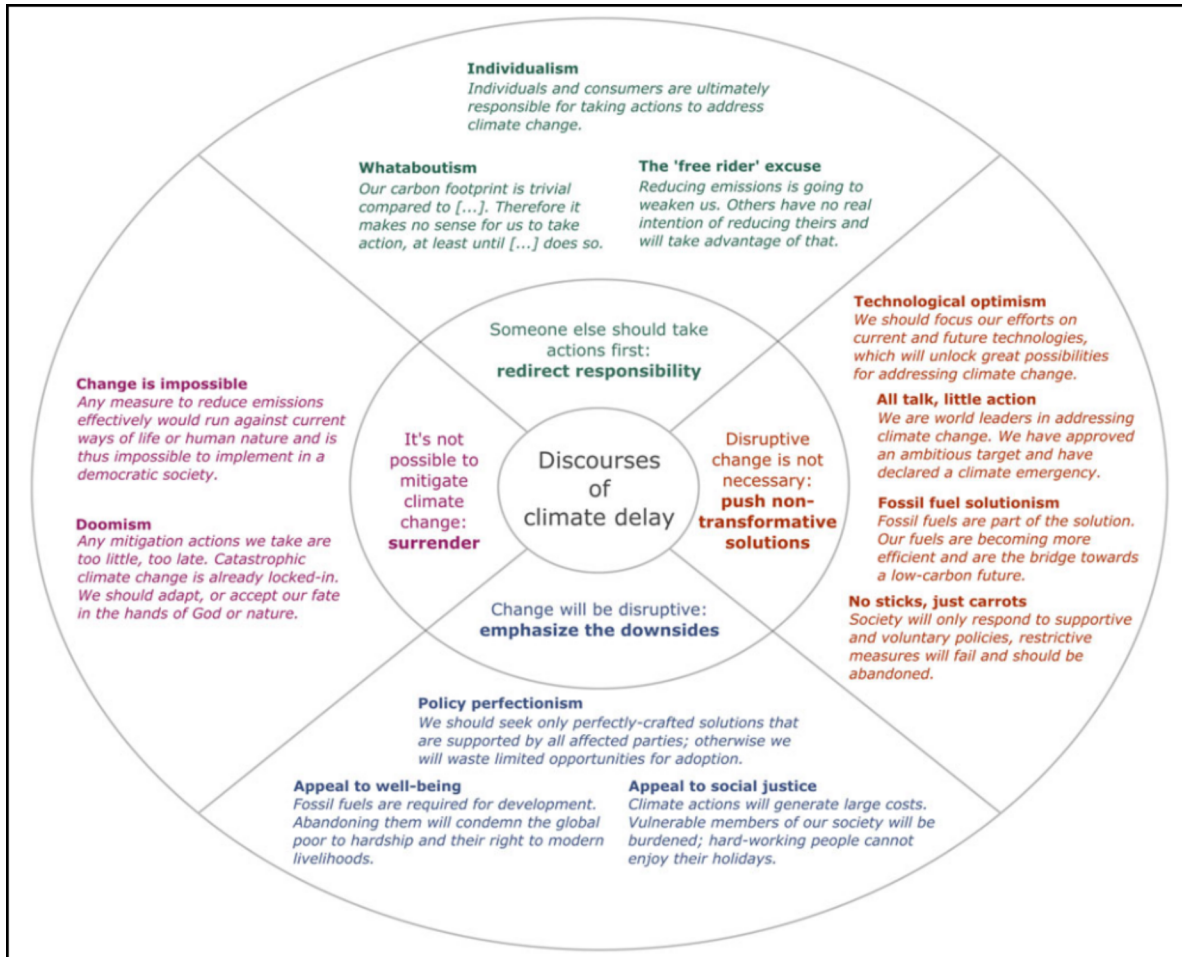 Individualism
Individuals and consumers are ultimately
responsible for taking actions to address
climate change.
Whataboutism
Our carbon footprint is trivial
compared to [...]. Therefore it
makes no sense for us to take
action, at least until [...] does so.
The 'free rider' excuse
Reducing emissions is going to
weaken us. Others have no real
intention of reducing theirs and
will take advantage of that.
Someone else should take
actions first:
redirect responsibility
Technological optimism
We should focus our efforts on
current and future technologies,
which will unlock great possibilities
for addressing climate change.
All talk, little action
We are world leaders in addressing
climate change. We have approved
an ambitious target and have
declared a climate emergency.
Fossil fuel solutionism
Fossil fuels are part of the solution.
Our fuels are becoming more
efficient and are the bridge towards
a low-carbon future.
No sticks, just carrots
Society will only respond to supportive
and voluntary policies, restrictive
measures will fail and should be
abandoned.
Disruptive
change is not
necessary:
push non-
transformative
solutions
Discourses
of
climate delay
It's not
possible to
mitigate
climate
change:
surrender
Change is impossible
Any measure to reduce emissions
effectively would run against current
ways of life or human nature and is
thus impossible to implement in a
democratic society.
Doomism
Any mitigation actions we take are
too little, too late. Catastrophic
climate change is already locked-in.
We should adapt, or accept our fate
in the hands of God or nature.
Change will be disruptive:
emphasize the downsides
Policy perfectionism
We should seek only perfectly-crafted solutions that
are supported by all affected parties; otherwise we
will waste limited opportunities for adoption.
Appeal to well-being
Fossil fuels are required for development.
Abandoning them will condemn the global
poor to hardship and their right to modern
livelihoods.
Appeal to social justice
Climate actions will generate large costs.
Vulnerable members of our society will be
burdened; hard-working people cannot
enjoy their holidays.